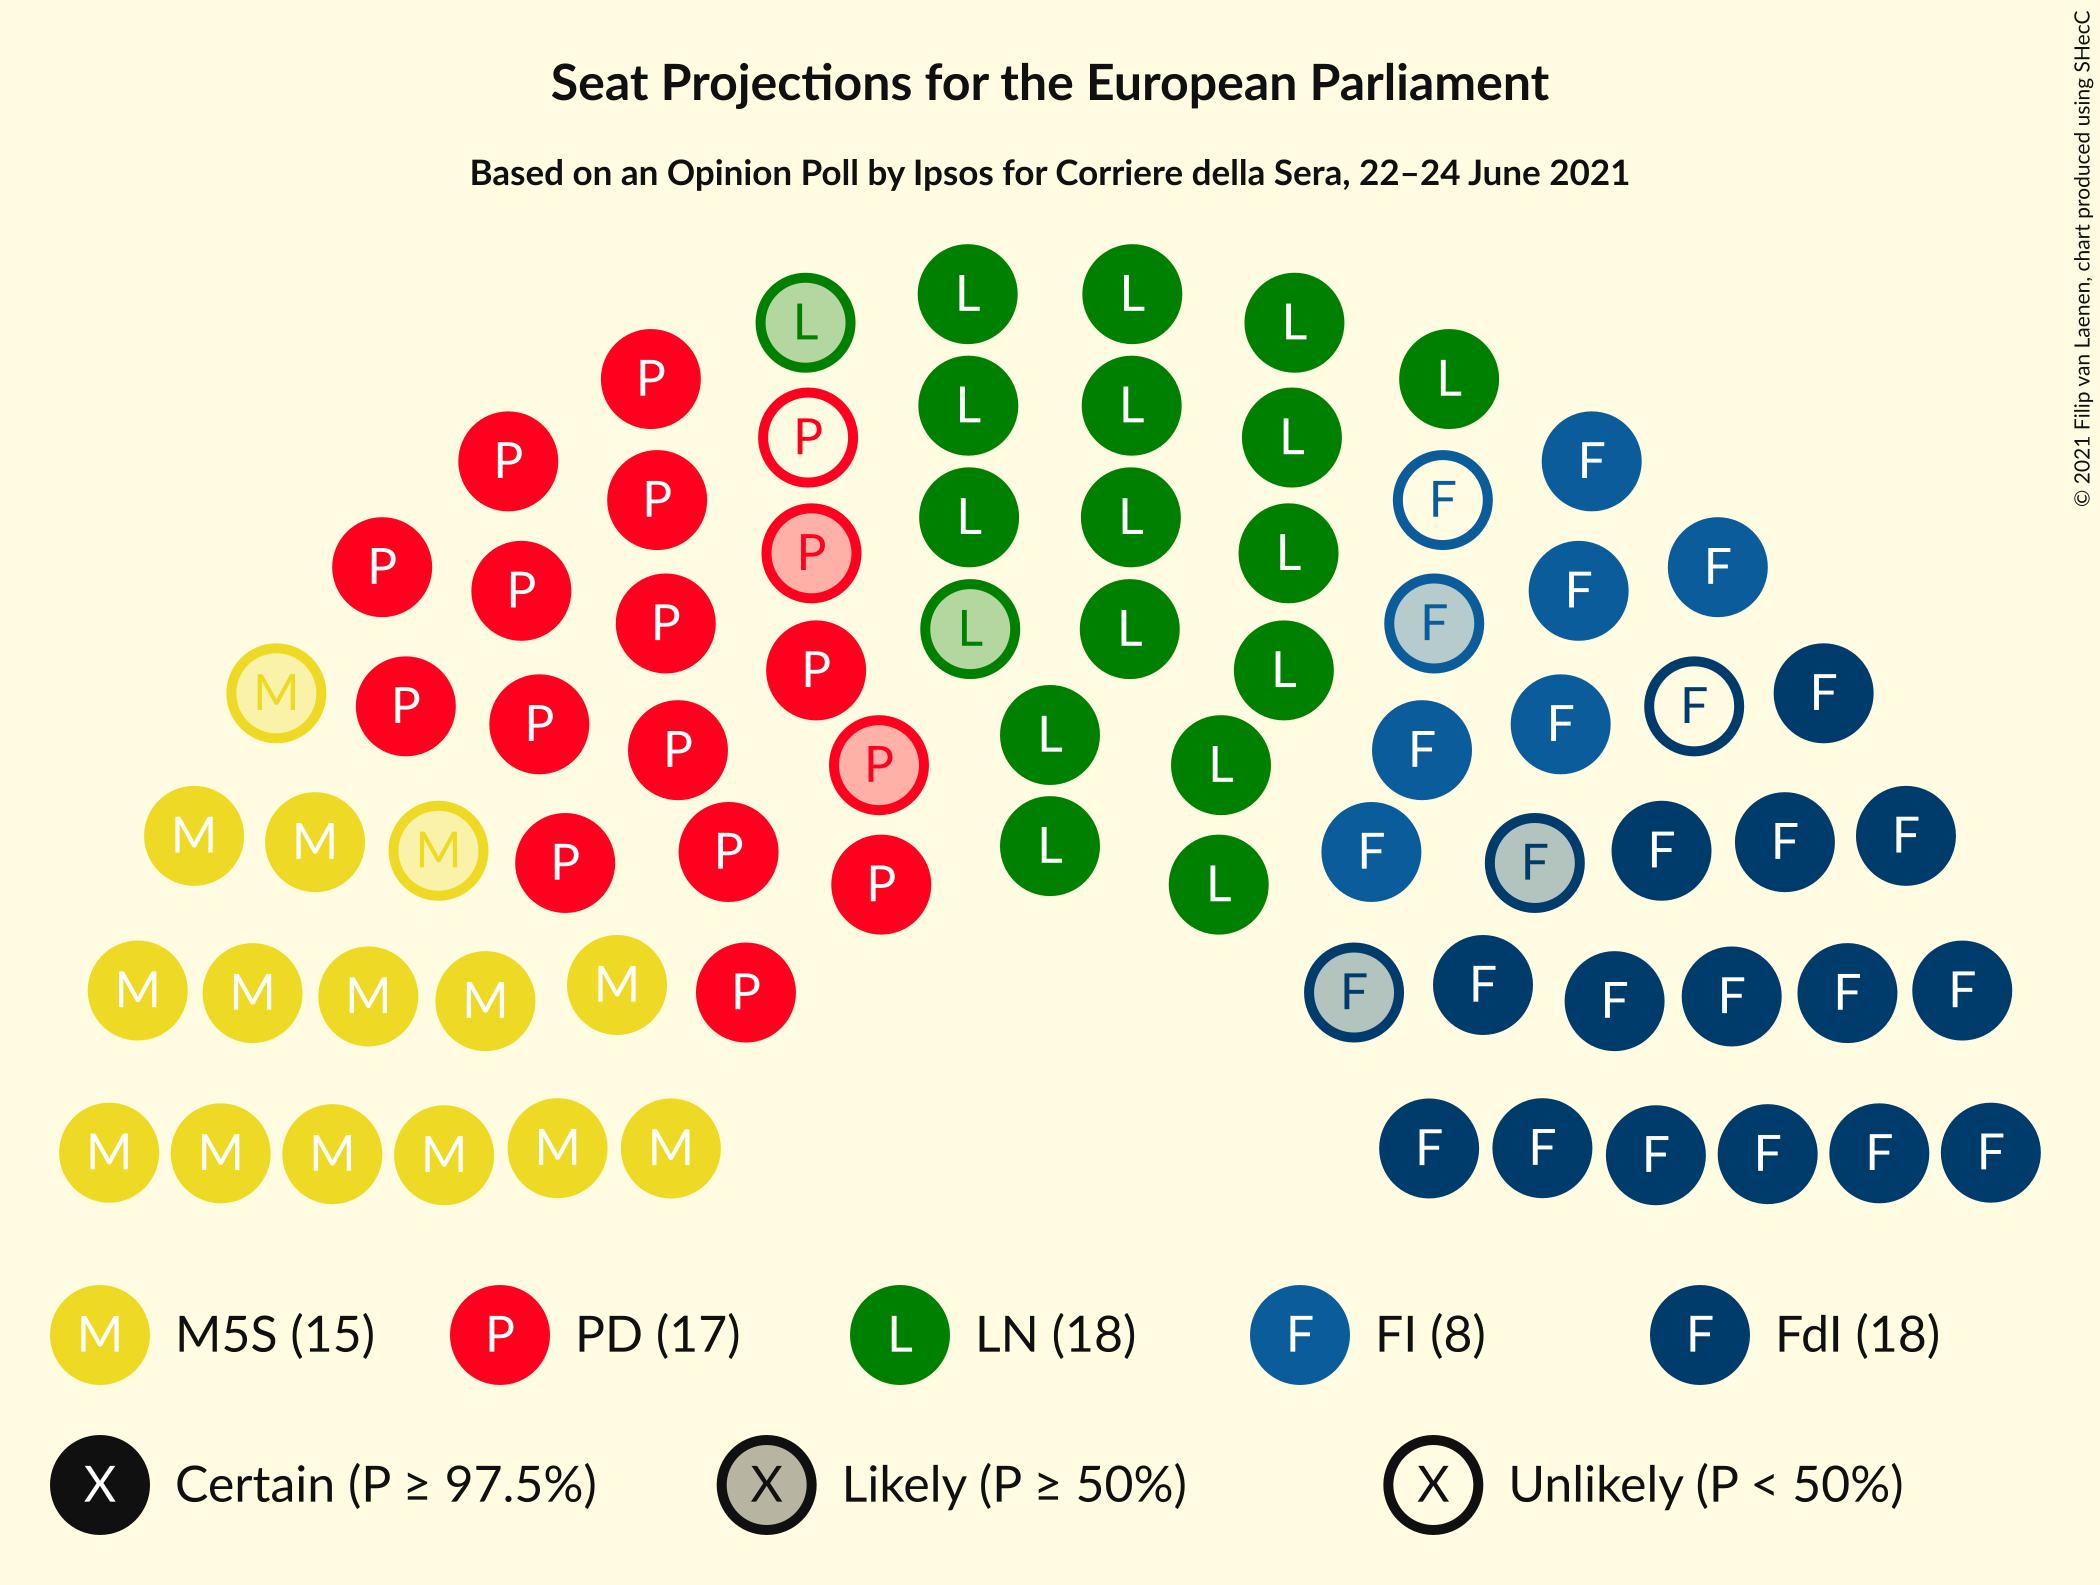 Seat Projections for the European Parliament
Based on an Opinion Poll by Ipsos for Corriere della Sera, 22–24 June 2021
© 2021 Filip van Laenen, chart produced using SHecC
L L L L
P L
P P L L L F
P P P L L L F F F
P P L L L F F
M P P P P L L L F F F F
P L L
M M M P P P L L F F F F F
M M M M M P F F F F F F
M M M M M M F F F F F F
M M5S (15) P PD (17) L LN (18) F FI (8) F FdI (18)
X Certain (P ≥ 97.5%) X Likely (P ≥ 50%) X Unlikely (P < 50%)